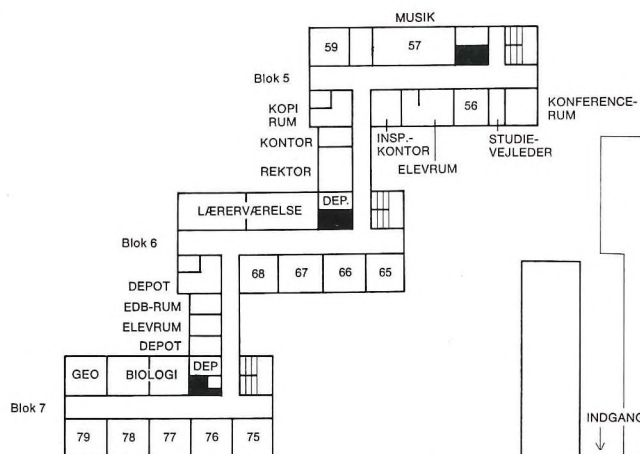 MUSIK
59
57
Blok 5
KOPI
RUM
56
KONFERENCE-
RUM
KONTOR
INSP.-
KONTOR
ELEVRUM
STUDIE-
VEJLEDER
REKTOR
DEP.
LÆRERVÆRELSE
Blok 6
68
67
66
65
DEPOT
EDB-RUM
ELEVRUM
DEPOT
GEO
BIOLOGI
DEP
Blok 7
INDGANG
79
78
77
76
75